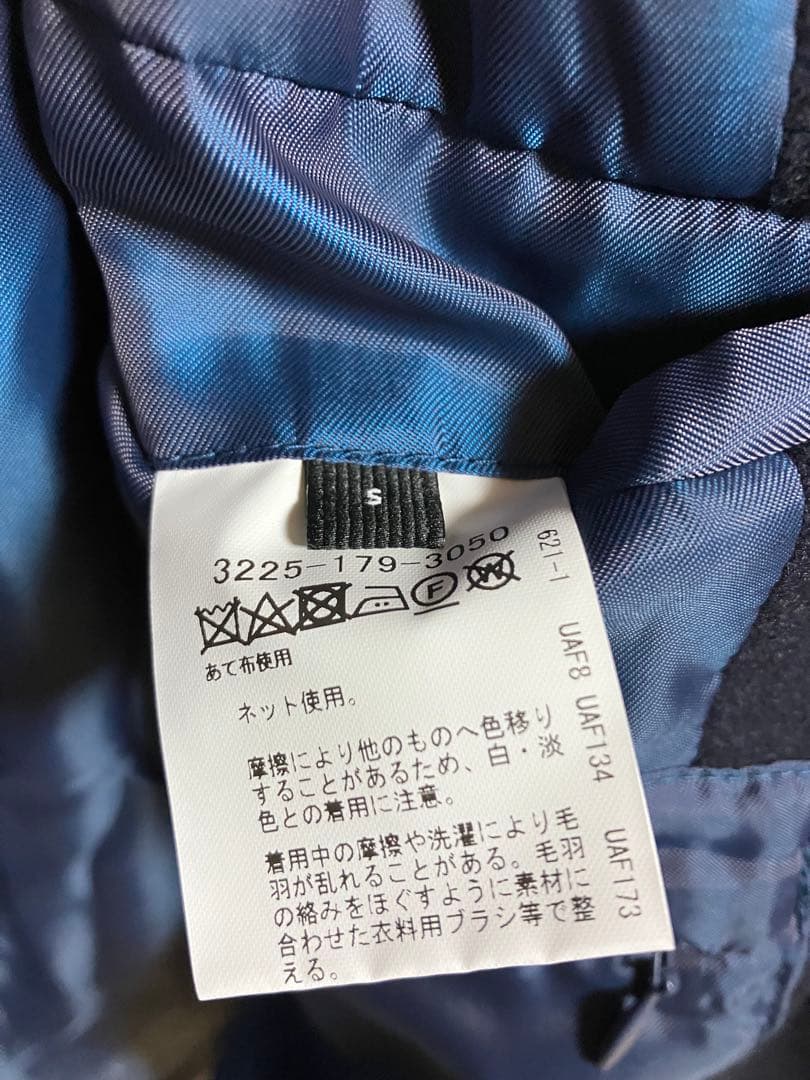 S
3225-179-3050
F
W
あて布使用
ネット使用。
摩擦により他のものへ色移り
することがあるため、白・淡
色との着用に注意。
着用中の摩擦や洗濯により毛
羽が乱れることがある。毛羽
の絡みをほぐすように素材に
合わせた衣料用ブラシ等で整
える。
621-1 UAF8 UAF134 UAF173